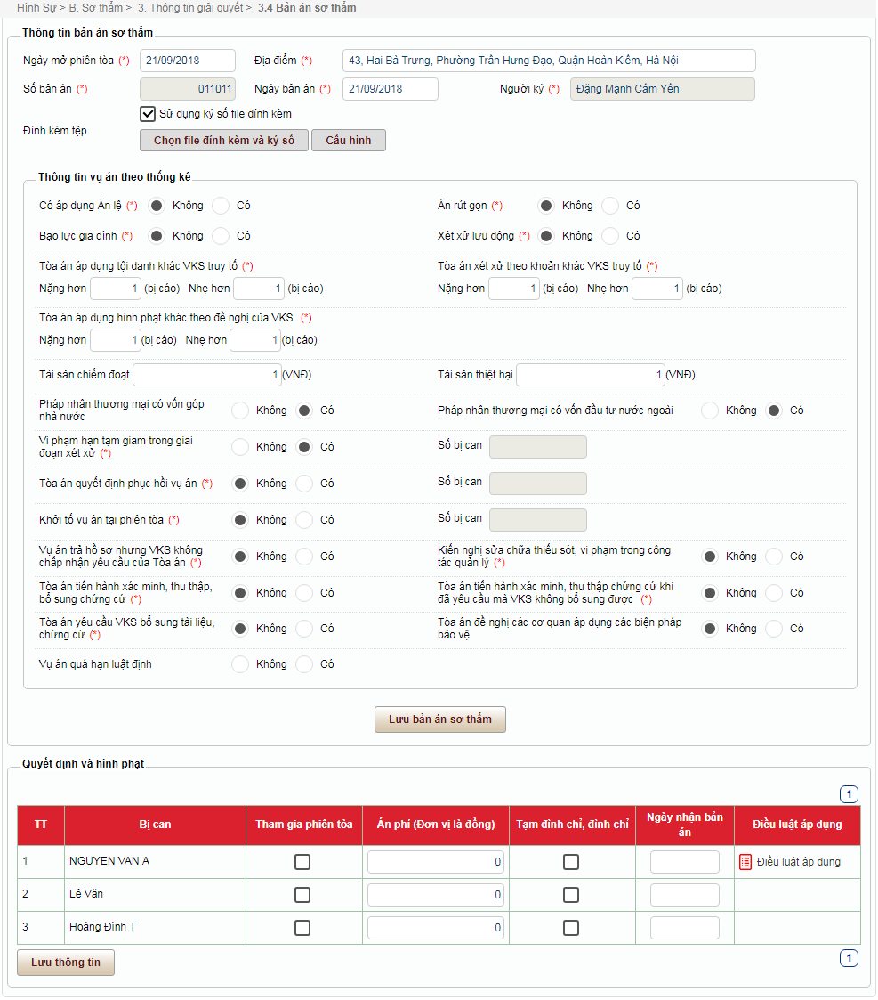 Hình Sự > B. Sơ thẩm > 3. Thông tin giải quyết > 3.4 Bản án sơ thẩm
Thông tin bản án sơ thẩm
Ngày mở phiên tòa (*) 21/09/2018 Địa điểm (*) 43, Hai Bà Trưng, Phường Trần Hưng Đạo, Quận Hoàn Kiếm, Hà Nội
Số bản án (*) 011011 Ngày bản án (*) 21/09/2018 Người ký (*) Đặng Mạnh Cẩm Yên
Sử dụng ký số file đính kèm
Đính kèm tệp
Chọn file đính kèm và ký số Cấu hình
Thông tin vụ án theo thống kê
Có áp dụng Án lệ (*) Không Có Án rút gọn (*) Không Có
Bạo lực gia đình (*) Không Có Xét xử lưu động (*) Không Có
Tòa án áp dụng tội danh khác VKS truy tố (*) Tòa án xét xử theo khoản khác VKS truy tố (*)
Nặng hơn 1 (bị cáo) Nhẹ hơn 1 (bị cáo) Nặng hơn 1 (bị cáo) Nhẹ hơn 1 (bị cáo)
Tòa án áp dụng hình phạt khác theo đề nghị của VKS (*)
Nặng hơn 1 (bị cáo) Nhẹ hơn 1 (bị cáo)
Tài sản chiếm đoạt 1 (VNĐ) Tài sản thiệt hại 1 (VNĐ)
Pháp nhân thương mại có vốn góp
nhà nước Không Có Pháp nhân thương mại có vốn đầu tư nước ngoài Không Có
Vi phạm hạn tạm giam trong giai
đoạn xét xử (*) Không Có Số bị can
Tòa án quyết định phục hồi vụ án (*) Không Có Số bị can
Khởi tố vụ án tại phiên tòa (*) Không Có Số bị can
Vụ án trả hồ sơ nhưng VKS không
chấp nhận yêu cầu của Tòa án (*) Không Có
Kiến nghị sửa chữa thiếu sót, vi phạm trong công
tác quản lý (*) Không Có
Tòa án tiến hành xác minh, thu thập,
bổ sung chứng cứ (*) Không Có
Tòa án tiến hành xác minh, thu thập chứng cứ khi
đã yêu cầu mà VKS không bổ sung được (*) Không Có
Tòa án yêu cầu VKS bổ sung tài liệu,
chứng cứ (*) Không Có
Tòa án đề nghị các cơ quan áp dụng các biện pháp
bảo vệ Không Có
Vụ án quá hạn luật định Không Có
Lưu bản án sơ thẩm
Quyết định và hình phạt
1
TT Bị can Tham gia phiên tòa Án phí (Đơn vị là đồng) Tạm đình chỉ, đình chỉ Ngày nhận bản
án Điều luật áp dụng
1 NGUYEN VAN A 0 Điều luật áp dụng
2 Lê Văn 0
3 Hoàng Đình T 0
Lưu thông tin 1